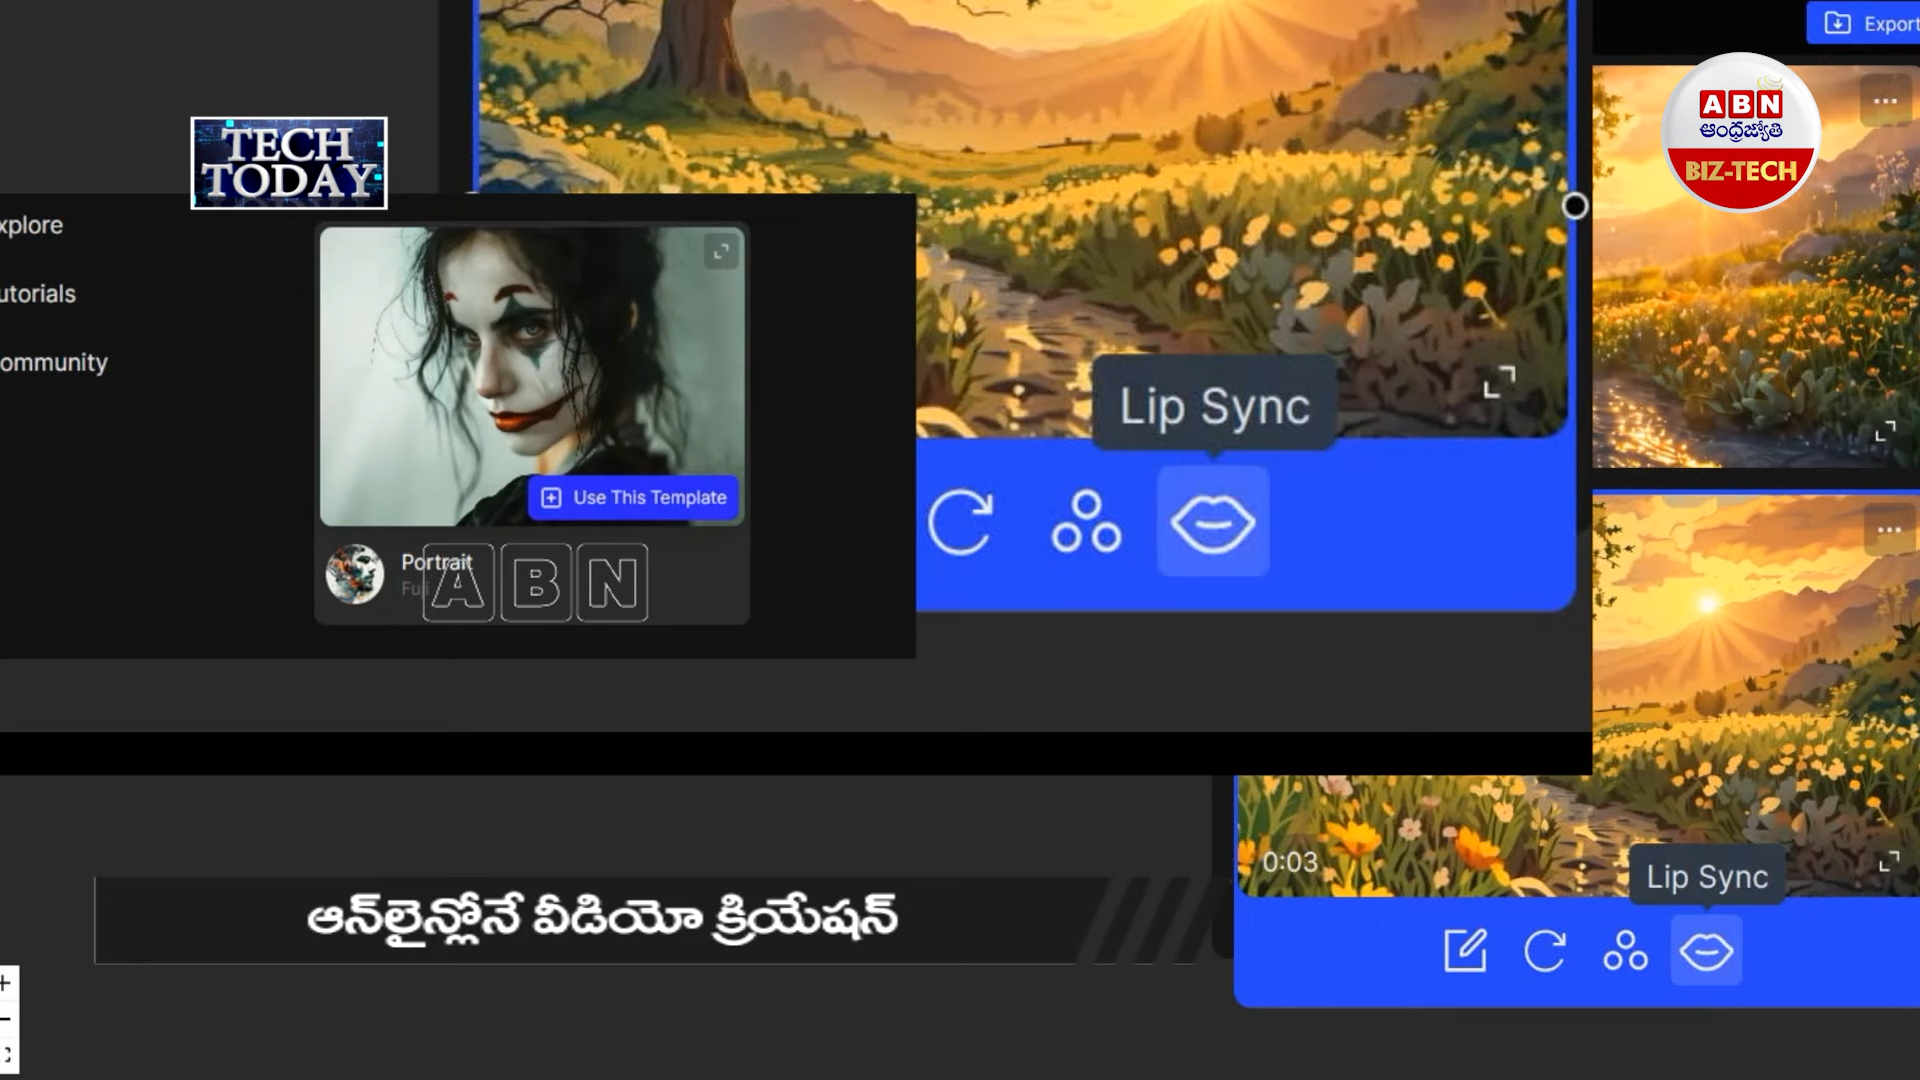 Export
ABN
ఆంధ్రజ్యోతి
BIZ-TECH
TECH
TODAY
xplore
utorials
ommunity
Use This Template
Portrait
Fuji
ABN
Lip Sync
0:03
Lip Sync
ఆన్‌లైన్లోనే వీడియో క్రియేషన్